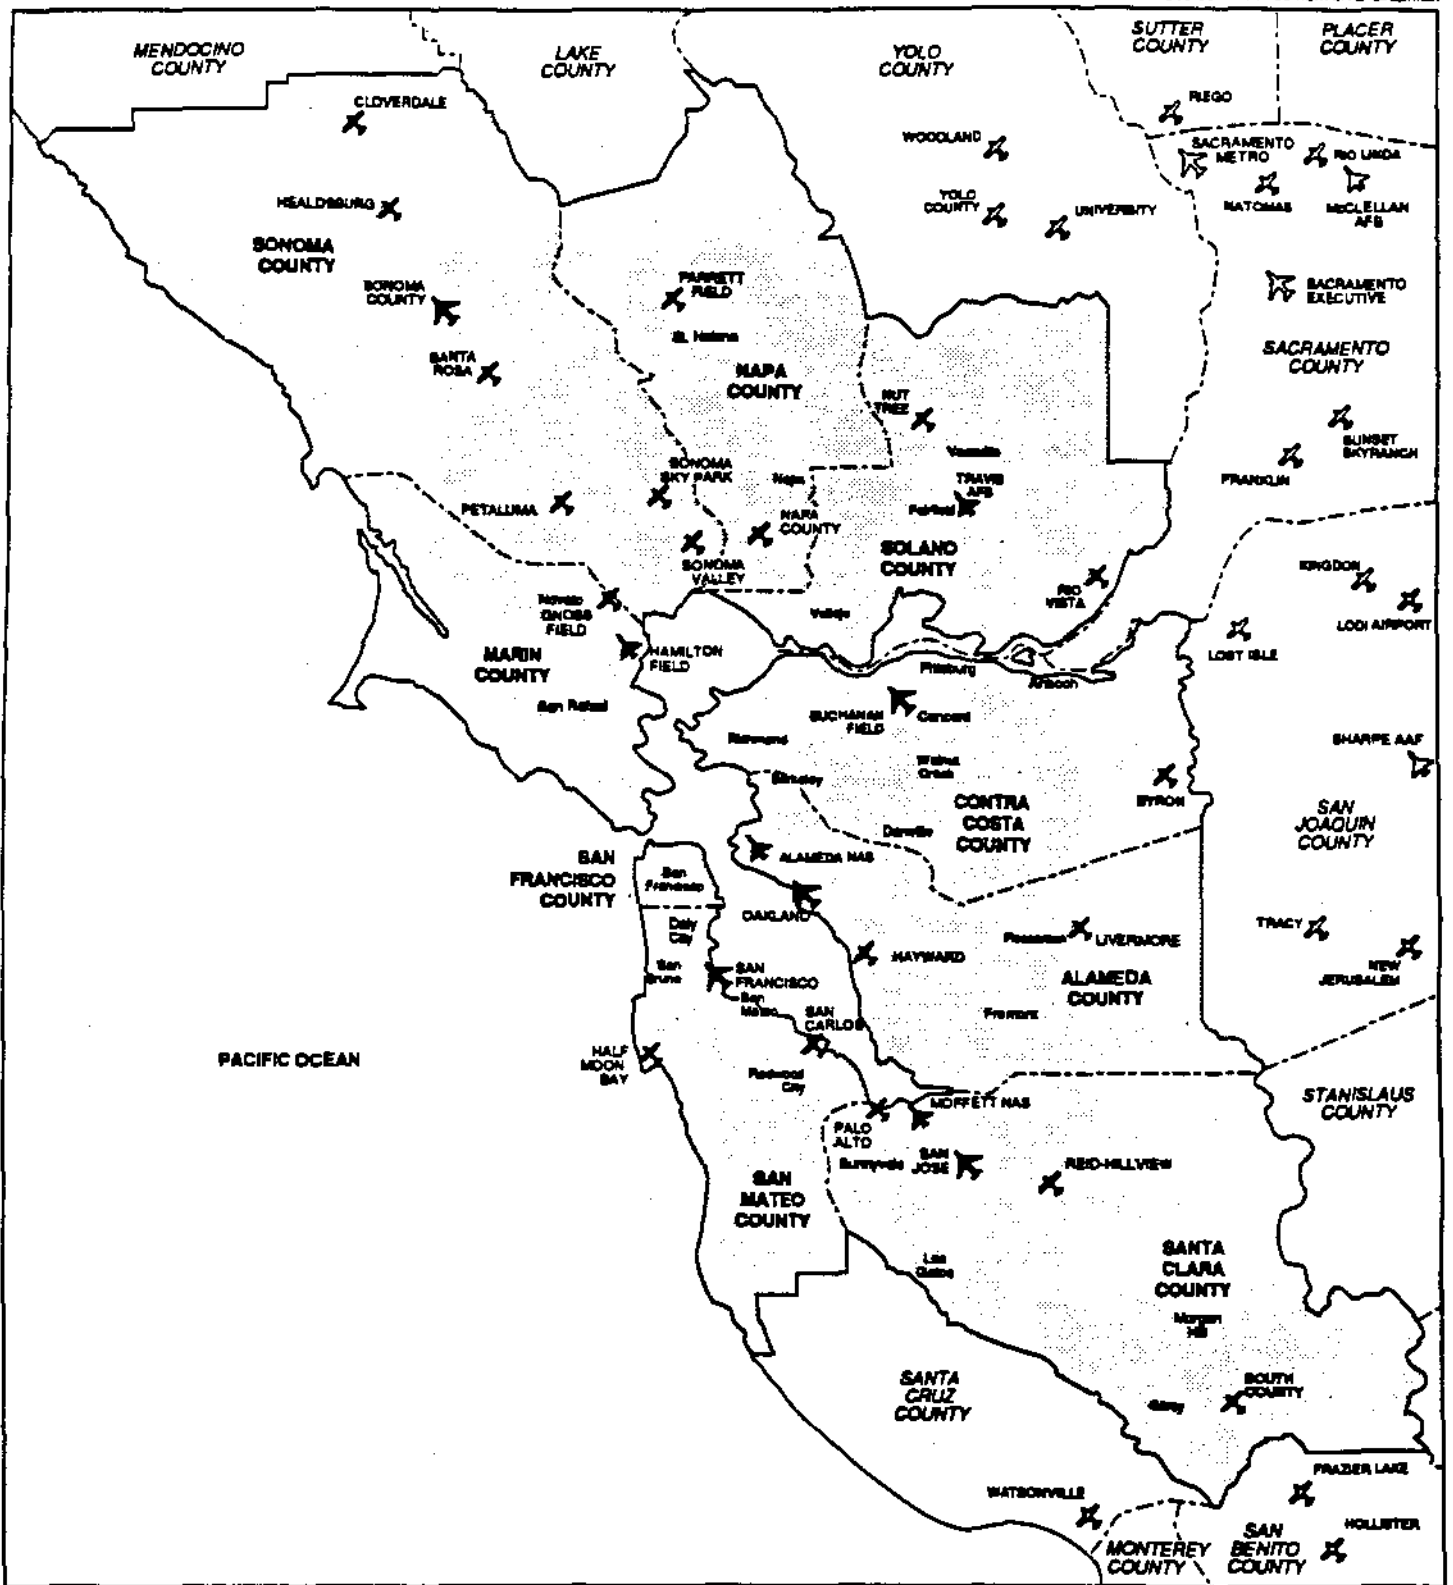 MENDOCINO
COUNTY
LAKE
COUNTY
YOLO
COUNTY
SUTTER
COUNTY
PLACER
COUNTY
CLOVERDALE
RIEGO
WOODLAND
SACRAMENTO
METRO
RIO LINDA
NATOMAS
McCLELLAN
AFB
HEALDSBURG
YOLO
COUNTY
UNIVERSITY
SONOMA
COUNTY
SONOMA
COUNTY
PARRETT
FIELD
SACRAMENTO
EXECUTIVE
St. Helena
SANTA
ROSA
NAPA
COUNTY
SACRAMENTO
COUNTY
NUT
TREE
SUNSET
SKYRANCH
FRANKLIN
Vacaville
SONOMA
SKY PARK
Napa
TRAVIS
AFB
Fairfield
PETALUMA
NAPA
COUNTY
SOLANO
COUNTY
SONOMA
VALLEY
KINGDON
LODI AIRPORT
RIO
VISTA
Novato
GNOSS
FIELD
Vallejo
LOST ISLE
HAMILTON
FIELD
MARIN
COUNTY
Pittsburg
Antioch
San Rafael
BUCHANAN
FIELD
Concord
Richmond
SHARPE AAF
Walnut
Creek
Berkeley
BYRON
CONTRA
COSTA
COUNTY
SAN
JOAQUIN
COUNTY
Danville
ALAMEDA NAS
SAN
FRANCISCO
COUNTY
San
Francisco
OAKLAND
Daly
City
TRACY
Pleasanton
LIVERMORE
HAYWARD
NEW
JERUSALEM
San
Bruno
SAN
FRANCISCO
ALAMEDA
COUNTY
San
Mateo
SAN
CARLOS
Fremont
PACIFIC OCEAN
HALF
MOON
BAY
Redwood
City
MOFFETT NAS
STANISLAUS
COUNTY
PALO
ALTO
Sunnyvale
SAN
JOSE
REID-HILLVIEW
SAN
MATEO
COUNTY
Los
Gatos
SANTA
CLARA
COUNTY
Morgan
Hill
SANTA
CRUZ
COUNTY
SOUTH
COUNTY
Gilroy
FRAZIER LAKE
WATSONVILLE
HOLLISTER
MONTEREY
COUNTY
SAN
BENITO
COUNTY